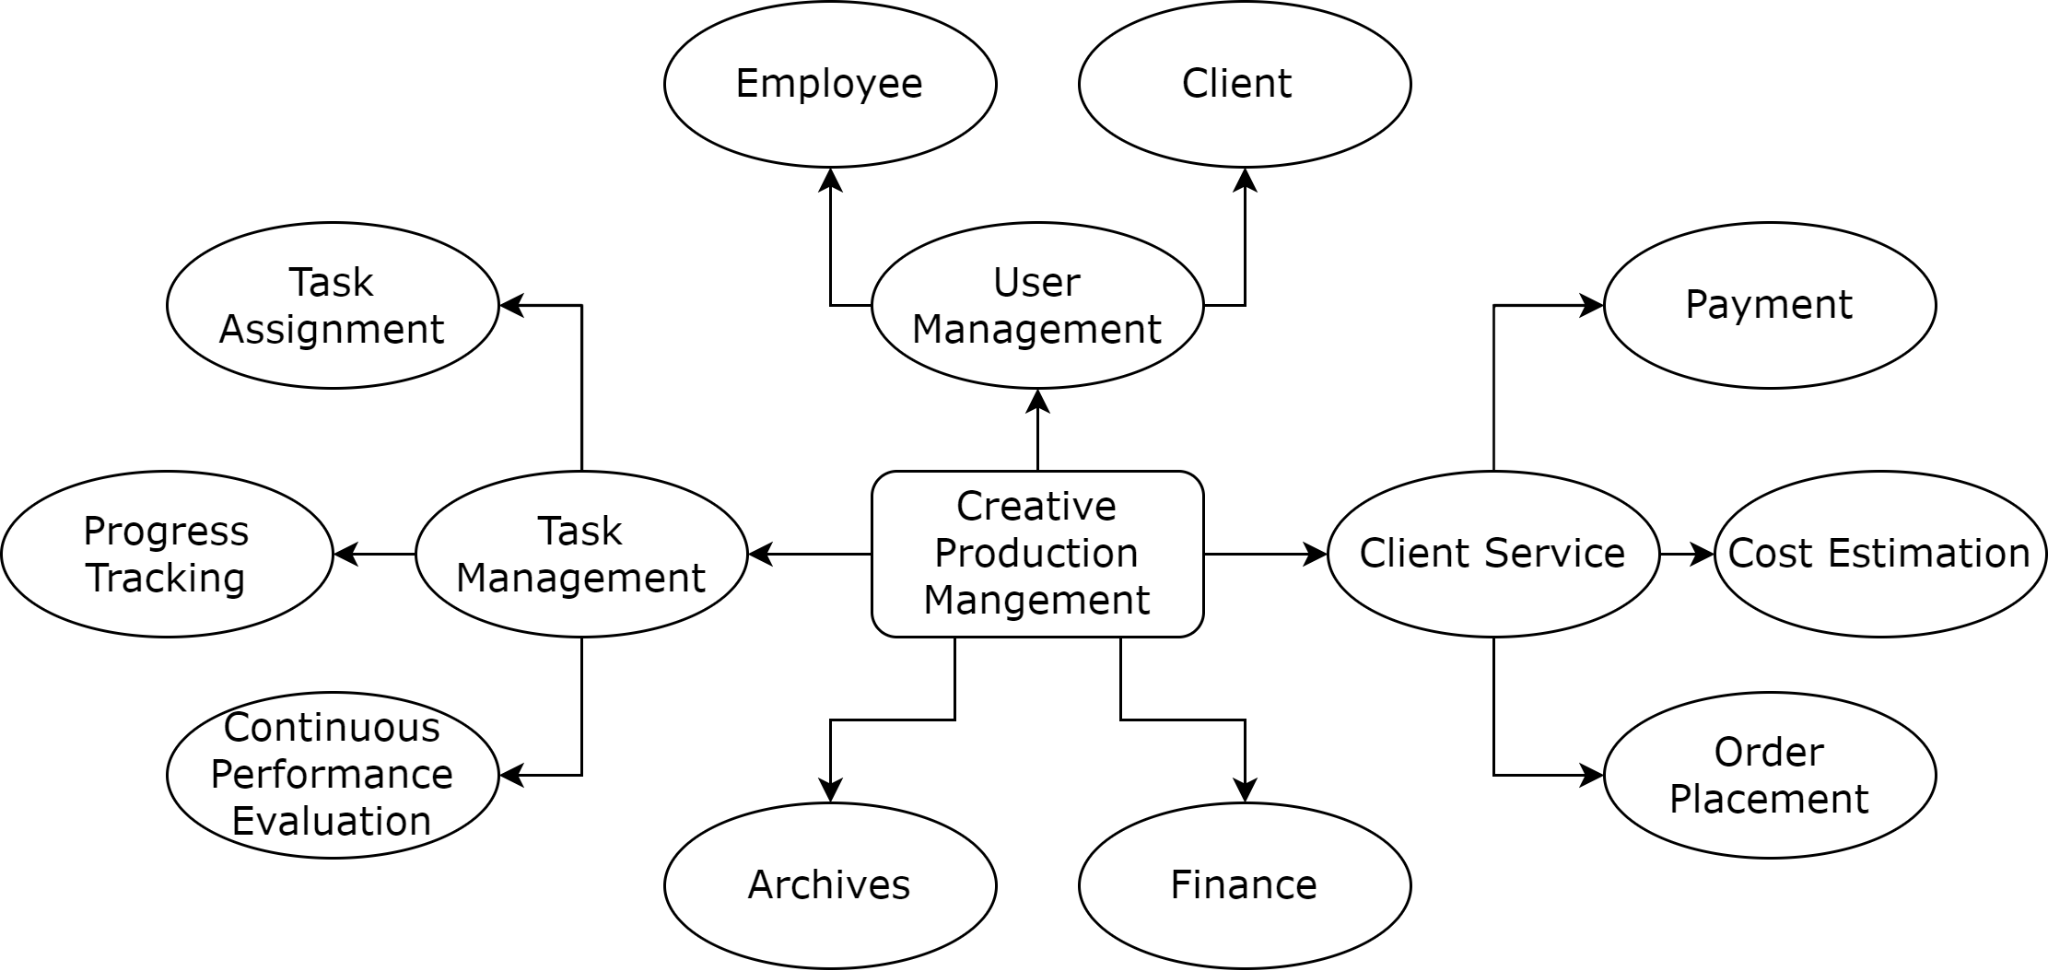 Employee
Client
User
Management
Task
Assignment
Payment
Progress
Tracking
Task
Management
Creative
Production
Mangement
Client Service
Cost Estimation
Continuous
Performance
Evaluation
Order
Placement
Archives
Finance